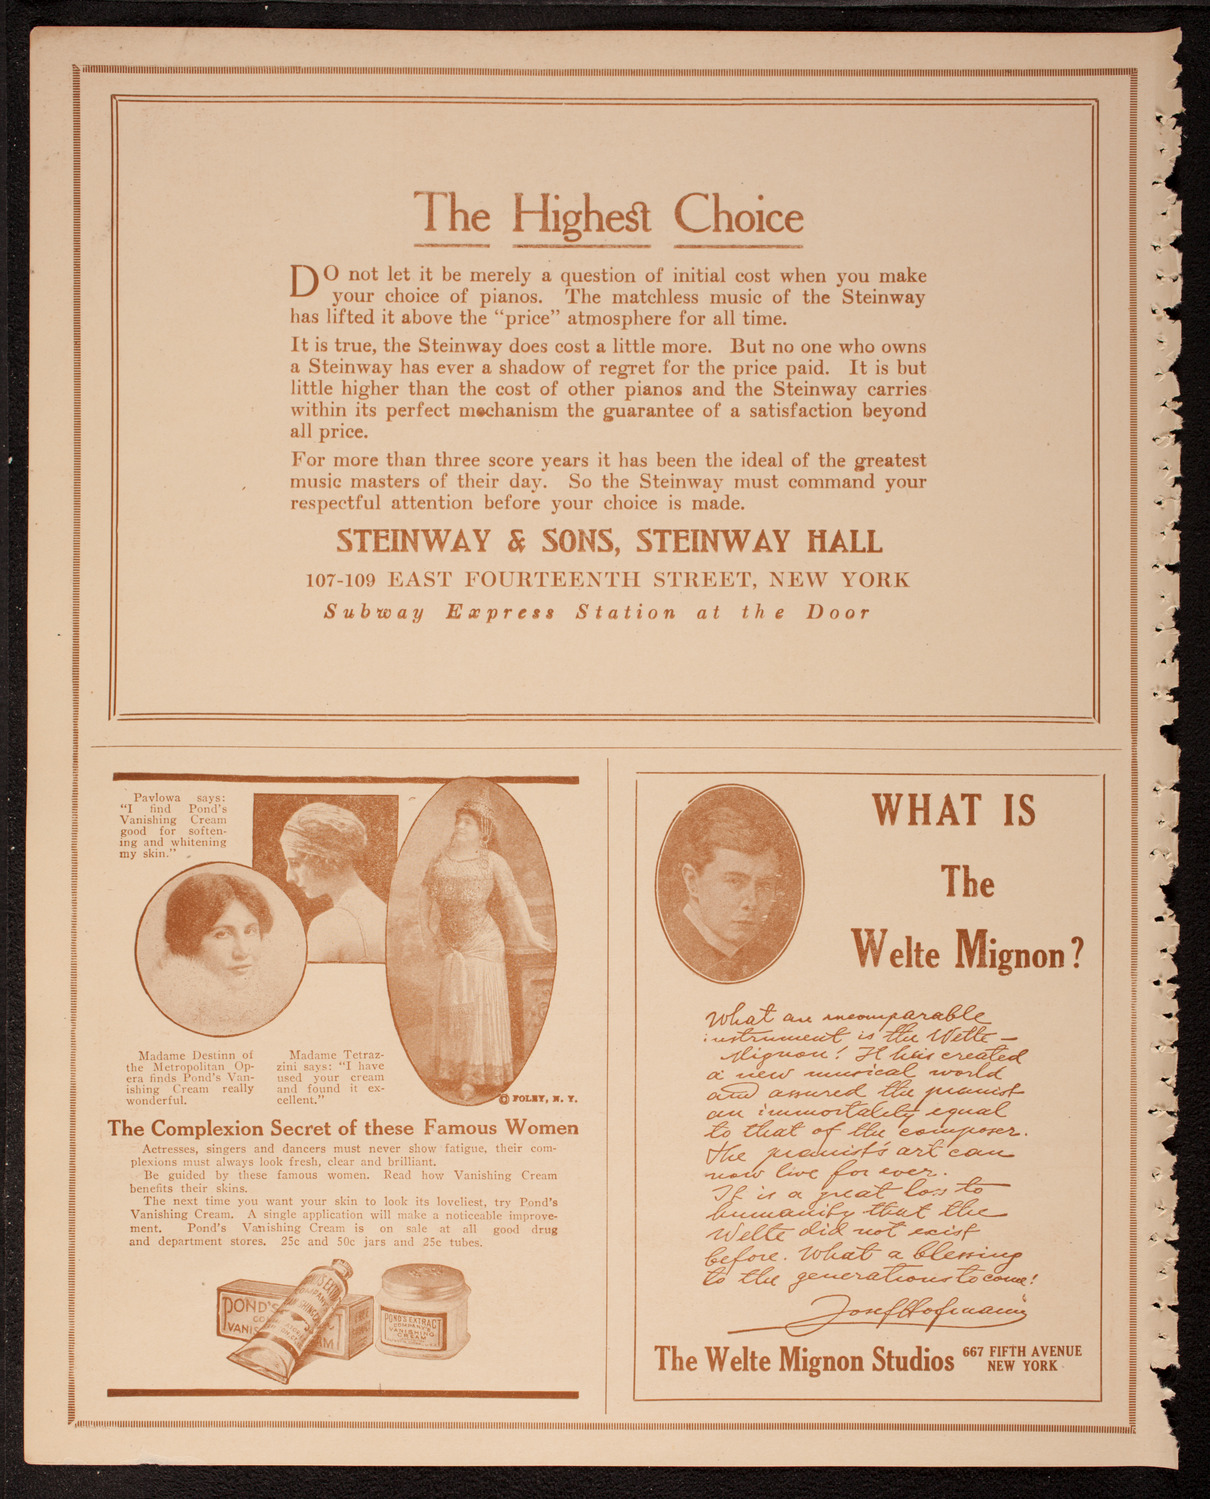 The Highest Choice
DO not let it be merely a question of initial cost when you make
your choice of pianos. The matchless music of the Steinway
has lifted it above the “price” atmosphere for all time.
It is true, the Steinway does cost a little more. But no one who owns
a Steinway has ever a shadow of regret for the price paid. It is but
little higher than the cost of other pianos and the Steinway carries
within its perfect mechanism the guarantee of a satisfaction beyond
all price.
For more than three score years it has been the ideal of the greatest
music masters of their day. So the Steinway must command your
respectful attention before your choice is made.
STEINWAY & SONS, STEINWAY HALL
107-109 EAST FOURTEENTH STREET, NEW YORK
Subway Express Station at the Door
Pavlowa says:
“I find Pond's
Vanishing Cream
good for soften-
ing and whitening
my skin.”
Madame Destinn of
the Metropolitan Op-
era finds Pond's Van-
ishing Cream really
wonderful.
Madame Tetraz-
zini says: “I have
used your cream
and found it ex-
cellent.”
© FOLEY, N. Y.
The Complexion Secret of these Famous Women
Actresses, singers and dancers must never show fatigue, their com-
plexions must always look fresh, clear and brilliant.
Be guided by these famous women. Read how Vanishing Cream
benefits their skins.
The next time you want your skin to look its loveliest, try Pond's
Vanishing Cream. A single application will make a noticeable improve-
ment. Pond's Vanishing Cream is on sale at all good drug
and department stores. 25c and 50c jars and 25c tubes.
POND'S
VANIS
POND'S EXTRACT
COMPANY'S
VANISHING
CREAM
WHAT IS
The
Welte Mignon?
What an incomparable
instrument is the Welte-
Mignon! It has created
a new musical world
and assured the pianist
an immortality equal
to that of the composer.
The pianist's art can
now live for ever.
It is a great loss to
humanity that the
Welte did not exist
before. What a blessing
to the generations to come!
Josef Hofmann
The Welte Mignon Studios 667 FIFTH AVENUE
NEW YORK